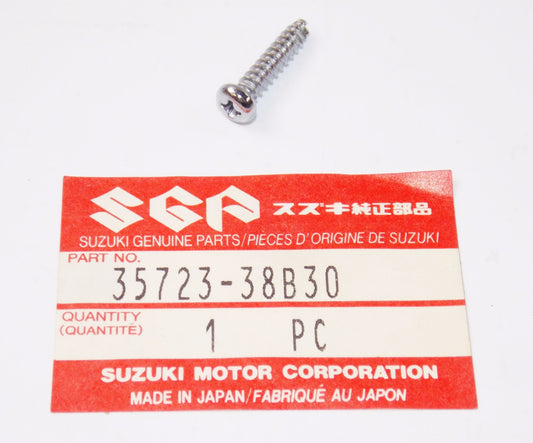 SGP スズキ純正部品
SUZUKI GENUINE PARTS/PIÈCES D'ORIGINE DE SUZUKI
PART NO.
35723-38B30
QUANTITY
(QUANTITÉ)
1 PC
SUZUKI MOTOR CORPORATION
MADE IN JAPAN/FABRIQUÉ AU JAPON